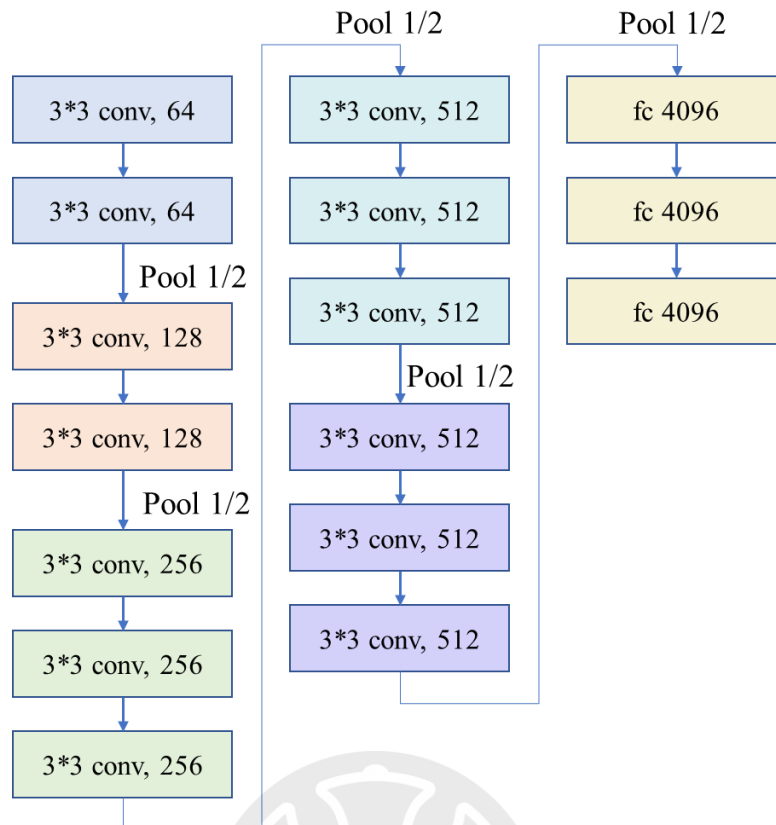 3*3 conv, 64
3*3 conv, 64
Pool 1/2
3*3 conv, 128
3*3 conv, 128
Pool 1/2
3*3 conv, 256
3*3 conv, 256
3*3 conv, 256
Pool 1/2
3*3 conv, 512
3*3 conv, 512
3*3 conv, 512
Pool 1/2
3*3 conv, 512
3*3 conv, 512
3*3 conv, 512
Pool 1/2
fc 4096
fc 4096
fc 4096